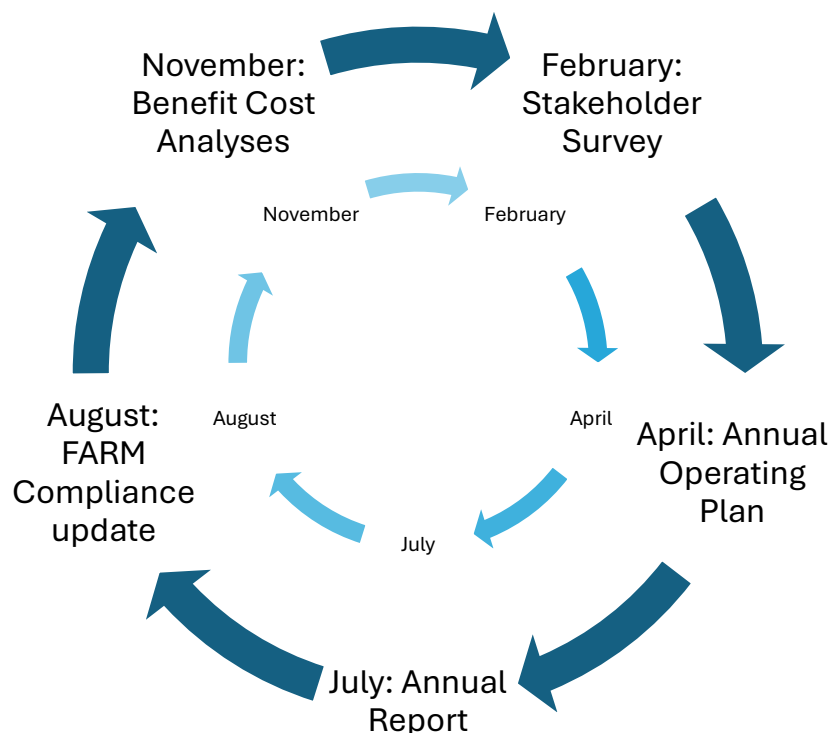 November:
Benefit Cost
Analyses
February:
Stakeholder
Survey
November
February
August:
FARM
Compliance
update
August
April
April: Annual
Operating
Plan
July
July: Annual
Report